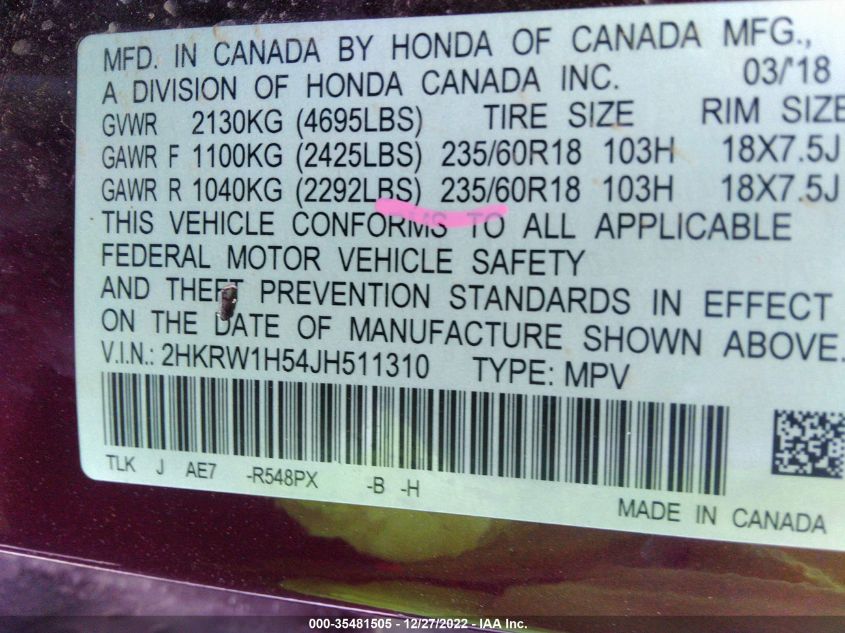 MFD. IN CANADA BY HONDA OF CANADA MFG.,
A DIVISION OF HONDA CANADA INC. 03/'18
GVWR 2130KG (4695LBS) TIRE SIZE RIM SIZE
GAWR F 1100KG (2425LBS) 235/60R18 103H 18X7.5J
GAWR R 1040KG (2292LBS) 235/60R18 103H 18X7.5J
THIS VEHICLE CONFORMS TO ALL APPLICABLE
FEDERAL MOTOR VEHICLE SAFETY
AND THEFT PREVENTION STANDARDS IN EFFECT
ON THE DATE OF MANUFACTURE SHOWN ABOVE.
V.I.N.: 2HKRW1H54JH511310 TYPE: MPV
TLK J AE7 -R548PX -B -H
MADE IN CANADA
000-35481505 - 12/27/2022 - IAA Inc.